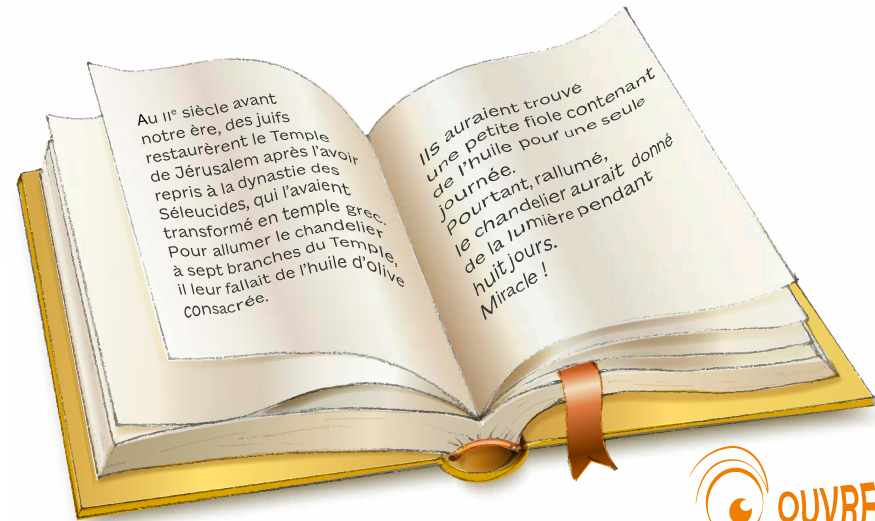 Au IIᵉ siècle avant
notre ère, des juifs
restaurèrent le Temple
de Jérusalem après l'avoir
repris à la dynastie des
Séleucides, qui l'avaient
transformé en temple grec.
Pour allumer le chandelier
à sept branches du Temple,
il leur fallait de l'huile d'olive
consacrée.
Ils auraient trouvé
une petite fiole contenant
de l'huile pour une seule
journée.
Pourtant, rallumé,
le chandelier aurait donné
de la lumière pendant
huit jours.
Miracle !